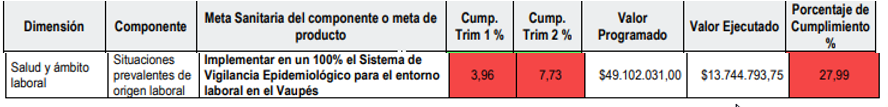 Dimensión Componente Meta Sanitaria del componente o meta de producto Cump. Trim 1 % Cump. Trim 2 % Valor Programado Valor Ejecutado Porcentaje de Cumplimiento %
Salud y ámbito laboral Situaciones prevalentes de origen laboral Implementar en un 100% el Sistema de Vigilancia Epidemiológico para el entorno laboral en el Vaupés 3,96 7,73 $49.102.031,00 $13.744.793,75 27,99